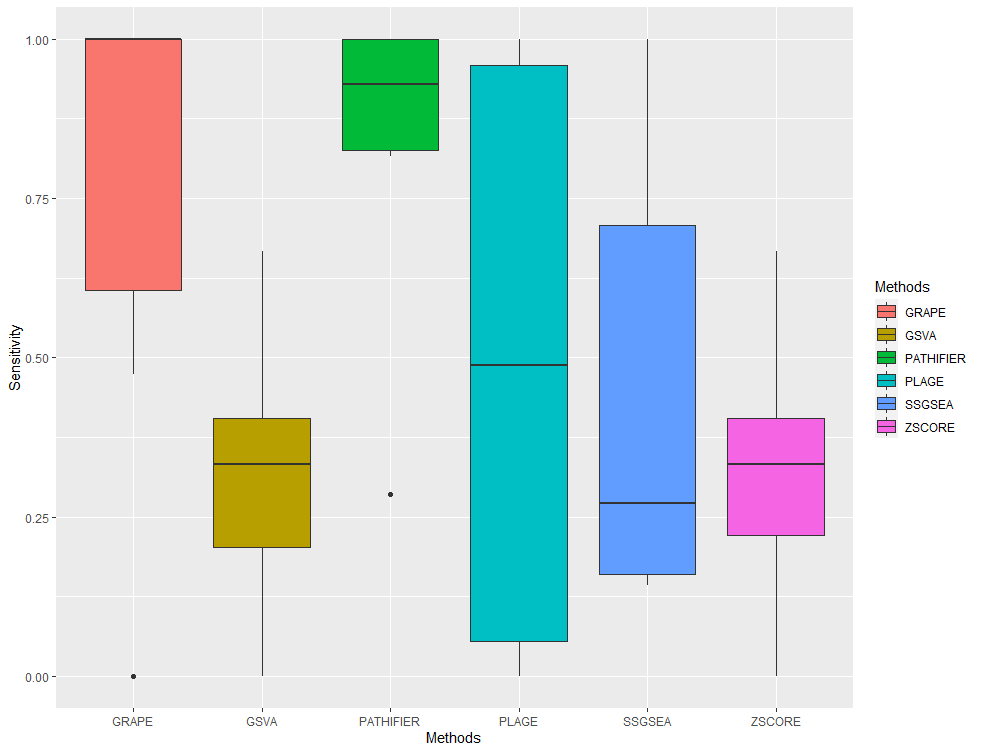 1.00
0.75
0.50
0.25
0.00
Sensitivity
GRAPE
GSVA
PATHIFIER
PLAGE
SSGSEA
ZSCORE
Methods
Methods
GRAPE
GSVA
PATHIFIER
PLAGE
SSGSEA
ZSCORE